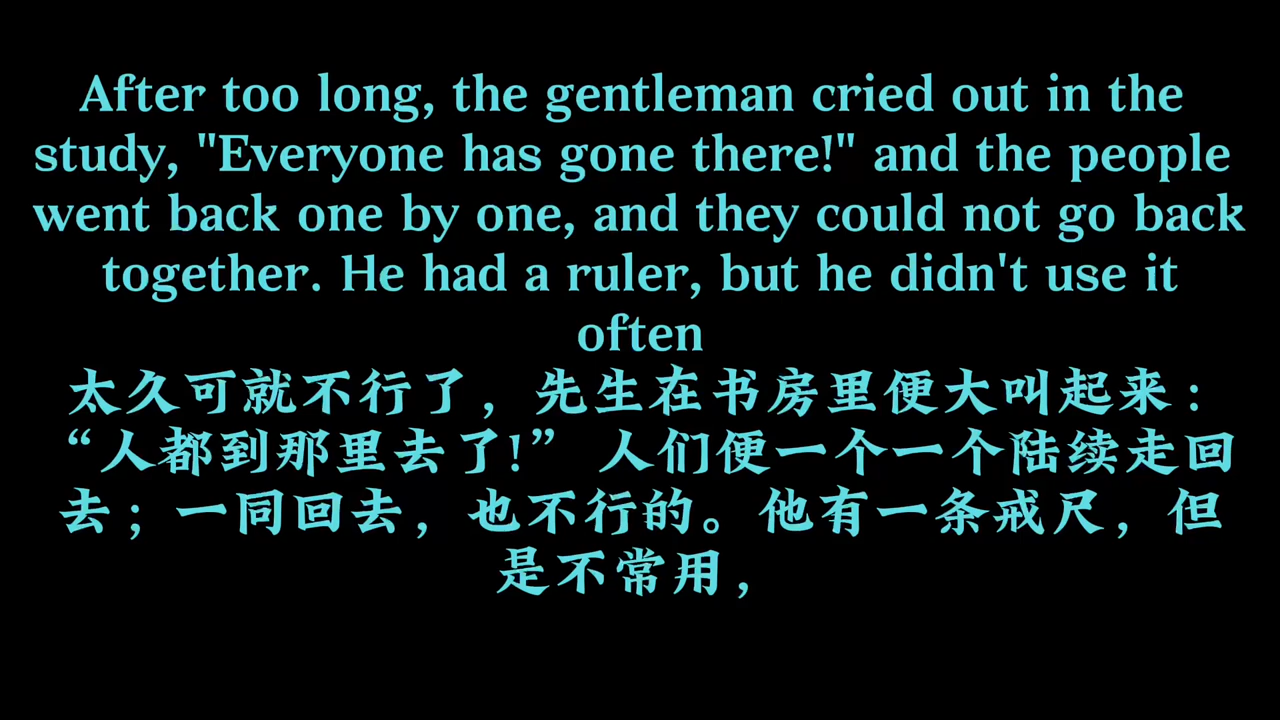 After too long, the gentleman cried out in the
study, "Everyone has gone there!" and the people
went back one by one, and they could not go back
together. He had a ruler, but he didn't use it
often
太久可就不行了，先生在书房里便大叫起来：
“人都到那里去了!” 人们便一个一个陆续走回
去；一同回去，也不行的。他有一条戒尺，但
是不常用，